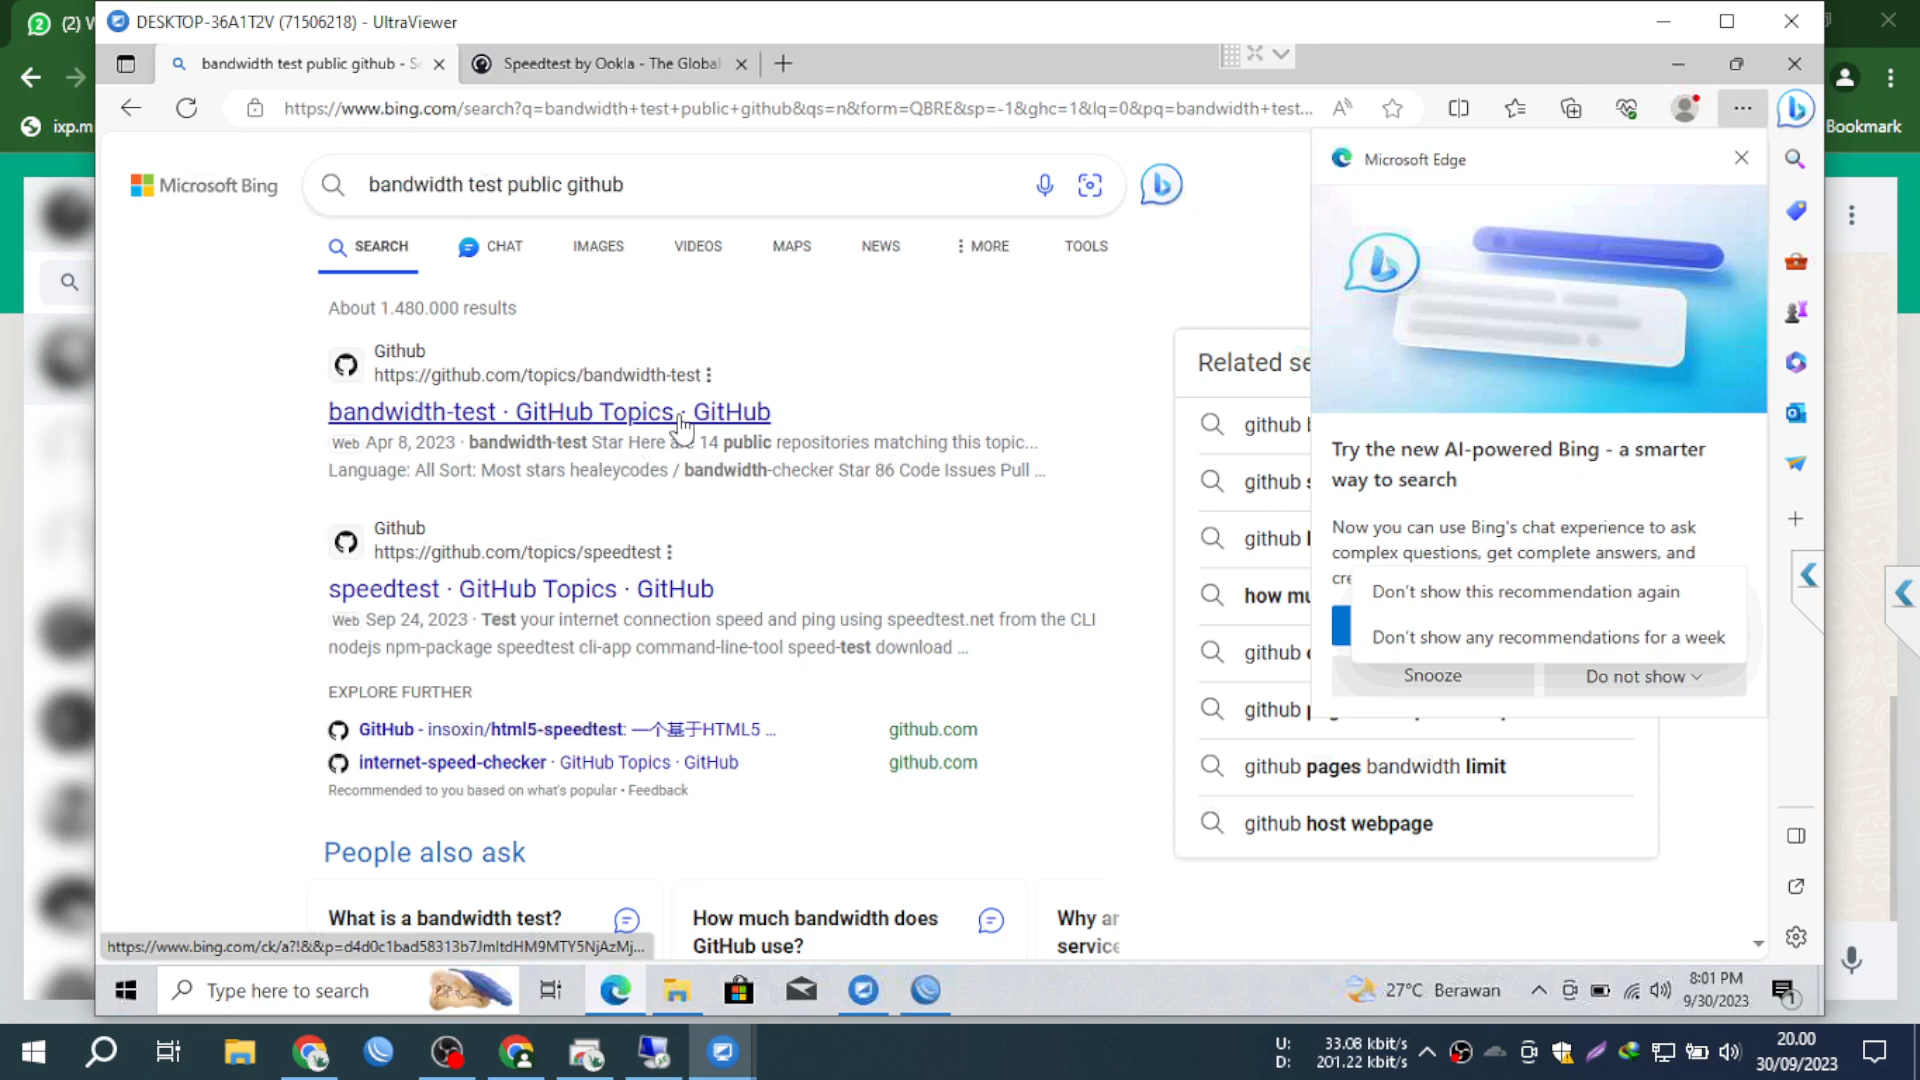 (2) W
DESKTOP-36A1T2V (71506218) - UltraViewer
bandwidth test public github - Se
Speedtest by Ookla - The Global
https://www.bing.com/search?q=bandwidth+test+public+github&qs=n&form=QBRE&sp=-1&ghc=1&lq=0&pq=bandwidth+test...
ixp.m
Bookmark
Microsoft Bing
bandwidth test public github
SEARCH
CHAT
IMAGES
VIDEOS
MAPS
NEWS
MORE
TOOLS
About 1.480.000 results
Github
https://github.com/topics/bandwidth-test
bandwidth-test · GitHub Topics · GitHub
Web Apr 8, 2023 · bandwidth-test Star Here are 14 public repositories matching this topic...
Language: All Sort: Most stars healeycodes / bandwidth-checker Star 86 Code Issues Pull ...
Github
https://github.com/topics/speedtest
speedtest · GitHub Topics · GitHub
Web Sep 24, 2023 · Test your internet connection speed and ping using speedtest.net from the CLI
nodejs npm-package speedtest cli-app command-line-tool speed-test download ...
EXPLORE FURTHER
GitHub - insoxin/html5-speedtest: 一个基于HTML5 ...
github.com
internet-speed-checker · GitHub Topics · GitHub
github.com
Recommended to you based on what's popular • Feedback
People also ask
What is a bandwidth test?
How much bandwidth does
GitHub use?
Why ar
service
https://www.bing.com/ck/a?!&&p=d4d0c1bad58313b7JmltdHM9MTY5NjAzMj...
Related se
github
github
github
how mu
github
github
github pages bandwidth limit
github host webpage
Microsoft Edge
Try the new AI-powered Bing - a smarter
way to search
Now you can use Bing's chat experience to ask
complex questions, get complete answers, and
cre
Don't show this recommendation again
Don't show any recommendations for a week
Snooze
Do not show
Type here to search
27°C Berawan
8:01 PM
9/30/2023
1
U: 33.08 kbit/s
D: 201.22 kbit/s
20.00
30/09/2023